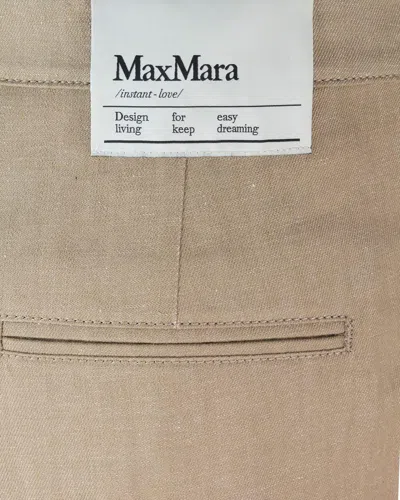 MaxMara
/instant-love/
Design for easy
living keep dreaming